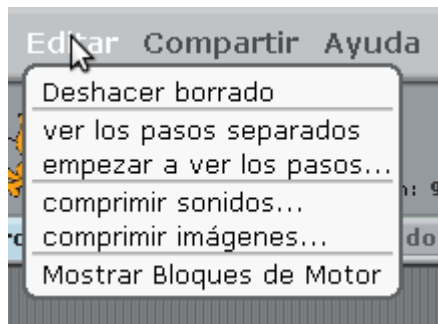 Editar Compartir Ayuda
Deshacer borrado
ver los pasos separados
empezar a ver los pasos...
comprimir sonidos...
comprimir imágenes...
do
Mostrar Bloques de Motor